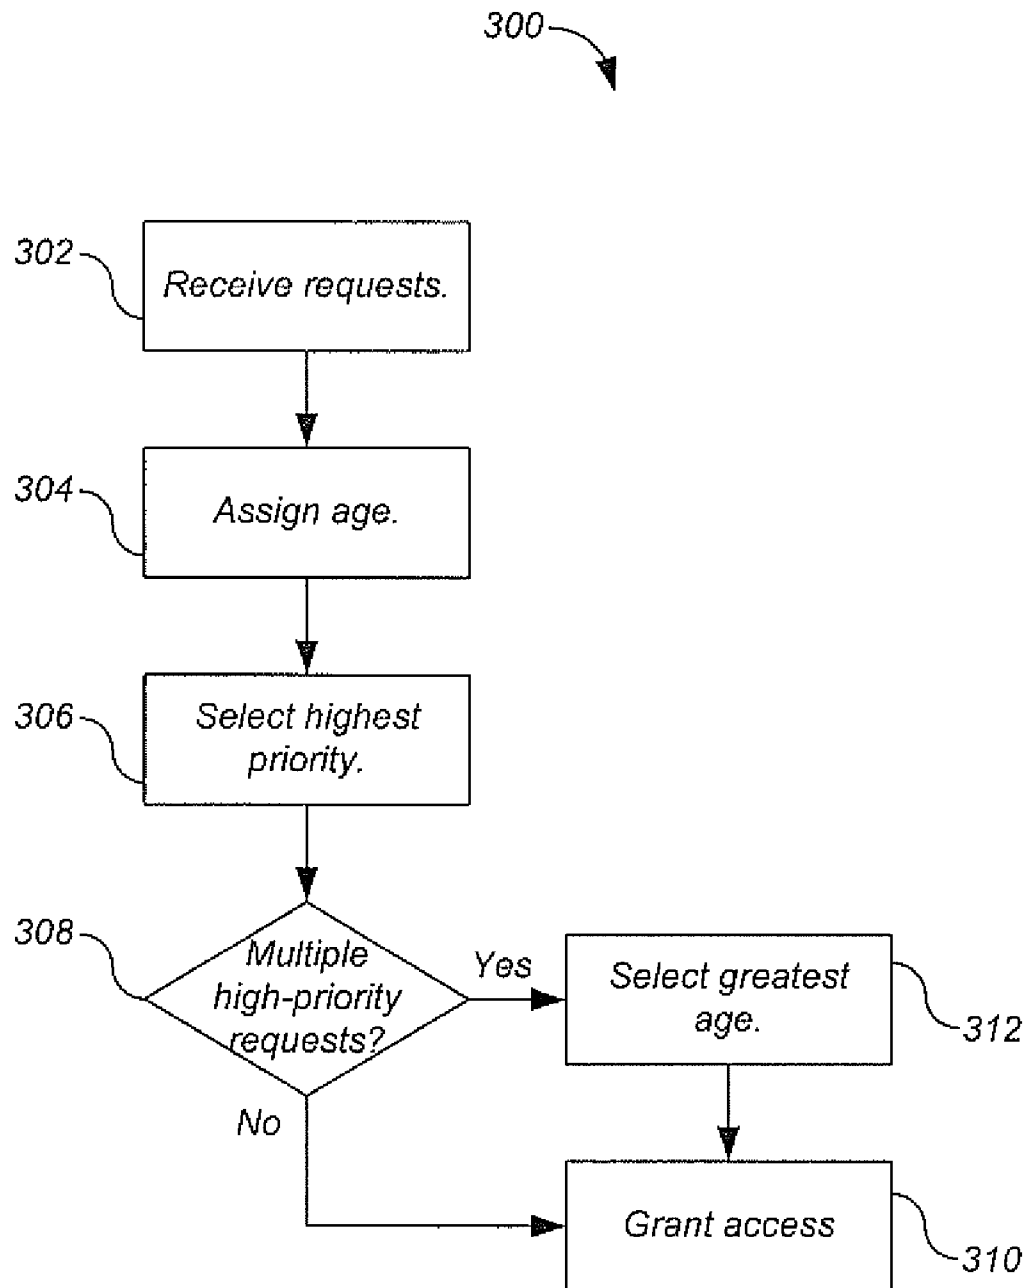 300
302
Receive requests.
304
Assign age.
306
Select highest
priority.
308
Multiple
high-priority
requests?
Yes
Select greatest
age.
312
No
Grant access
310